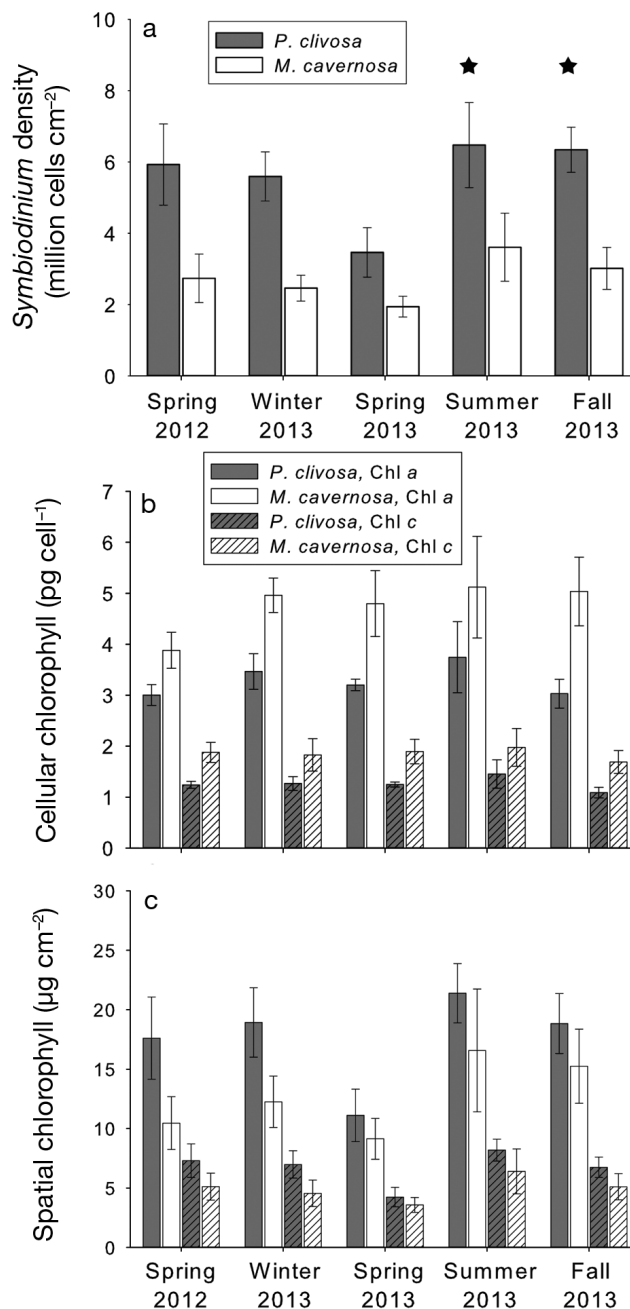 a
P. clivosa
M. cavernosa
★ ★
10
8
6
4
2
0
Symbiodinium density
(million cells cm⁻²)
Spring Winter Spring Summer Fall
2012 2013 2013 2013 2013
b
P. clivosa, Chl a
M. cavernosa, Chl a
P. clivosa, Chl c
M. cavernosa, Chl c
7
6
5
4
3
2
1
0
Cellular chlorophyll (pg cell⁻¹)
c
30
25
20
15
10
5
0
Spatial chlorophyll (µg cm⁻²)
Spring Winter Spring Summer Fall
2012 2013 2013 2013 2013